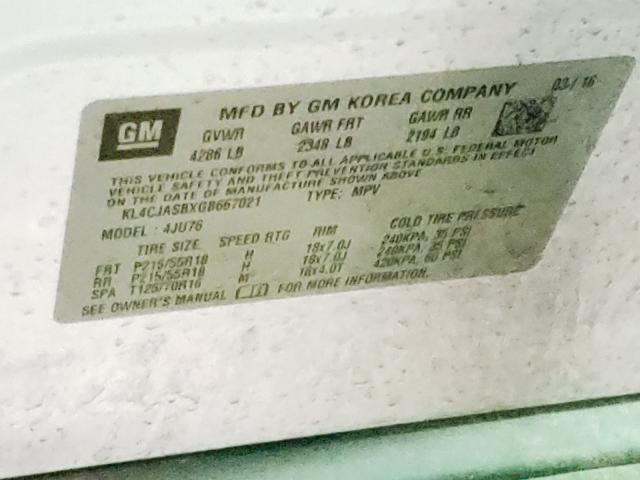 GM
MFD BY GM KOREA COMPANY 03/16
GVWR GAWR FRT GAWR RR
4286 LB 2348 LB 2194 LB
THIS VEHICLE CONFORMS TO ALL APPLICABLE U.S. FEDERAL MOTOR
VEHICLE SAFETY AND THEFT PREVENTION STANDARDS IN EFFECT
ON THE DATE OF MANUFACTURE SHOWN ABOVE
KL4CJASBXGB667021 TYPE: MPV
MODEL : 4JU76
TIRE SIZE SPEED RTG RIM COLD TIRE PRESSURE
FRT P215/55R18 H 18x7.0J 240KPA, 35 PSI
RR P215/55R18 H 18x7.0J 240KPA, 35 PSI
SPA T125/70R16 M 16x4.0T 420KPA, 60 PSI
SEE OWNER'S MANUAL FOR MORE INFORMATION.